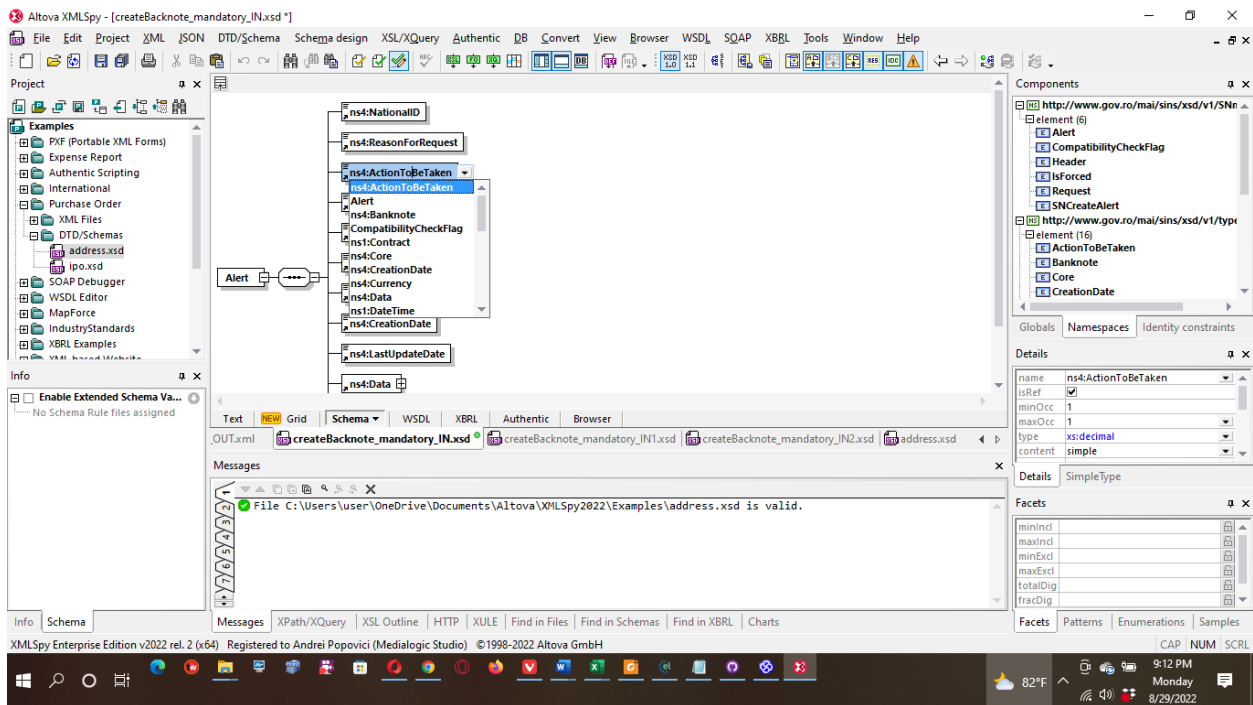 Altova XMLSpy - [createBacknote_mandatory_IN.xsd *]
File Edit Project XML JSON DTD/Schema Schema design XSL/XQuery Authentic DB Convert View Browser WSDL SOAP XBRL Tools Window Help
Project
Examples
PXF (Portable XML Forms)
Expense Report
Authentic Scripting
International
Purchase Order
XML Files
DTD/Schemas
address.xsd
ipo.xsd
SOAP Debugger
WSDL Editor
MapForce
IndustryStandards
XBRL Examples
XML-based Website
Info
Enable Extended Schema Va...
No Schema Rule files assigned
Info Schema
ns4:NationalID
ns4:ReasonForRequest
ns4:ActionToBeTaken
ns4:ActionToBeTaken
Alert
ns4:Banknote
CompatibilityCheckFlag
ns1:Contract
ns4:Core
ns4:CreationDate
ns4:Currency
ns4:Data
ns1:DateTime
Alert
ns4:CreationDate
ns4:LastUpdateDate
ns4:Data
Text NEW Grid Schema WSDL XBRL Authentic Browser
_OUT.xml createBacknote_mandatory_IN.xsd createBacknote_mandatory_IN1.xsd createBacknote_mandatory_IN2.xsd address.xsd
Messages
1
2
3
4
5
6
7
File C:\Users\user\OneDrive\Documents\Altova\XMLSpy2022\Examples\address.xsd is valid.
Messages XPath/XQuery XSL Outline HTTP XULE Find in Files Find in Schemas Find in XBRL Charts
Components
http://www.gov.ro/mai/sins/xsd/v1/SNn
element (6)
E Alert
E CompatibilityCheckFlag
E Header
E IsForced
E Request
E SNCreateAlert
http://www.gov.ro/mai/sins/xsd/v1/type
element (16)
E ActionToBeTaken
E Banknote
E Core
E CreationDate
Globals Namespaces Identity constraints
Details
name ns4:ActionToBeTaken
isRef
minOcc 1
maxOcc 1
type xs:decimal
content simple
Details SimpleType
Facets
minIncl
maxIncl
minExcl
maxExcl
totalDig
fracDig
Facets Patterns Enumerations Samples
XMLSpy Enterprise Edition v2022 rel. 2 (x64) Registered to Andrei Popovici (Medialogic Studio) ©1998-2022 Altova GmbH
CAP NUM SCRL
82°F
9:12 PM
Monday
8/29/2022